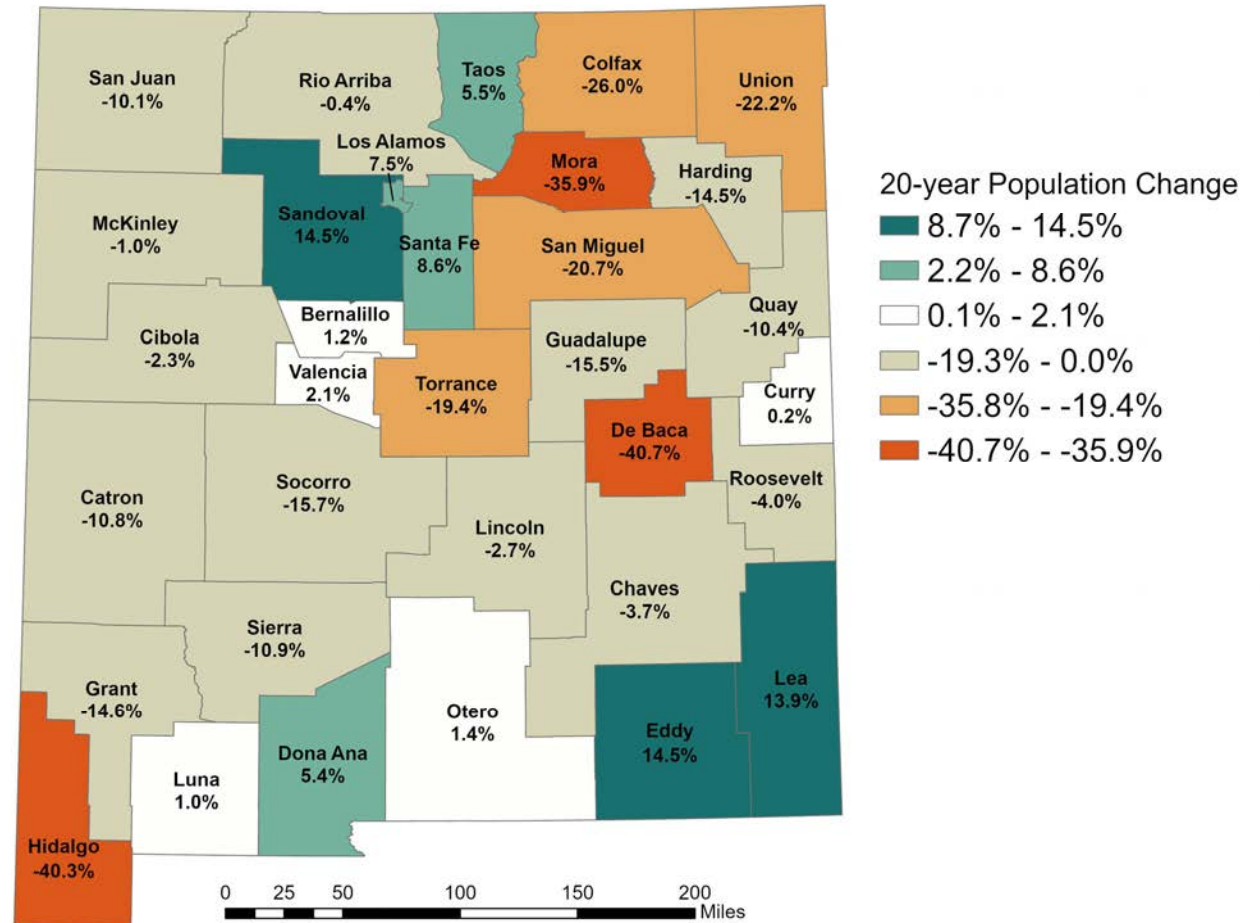 San Juan
-10.1%
Rio Arriba
-0.4%
Taos
5.5%
Colfax
-26.0%
Union
-22.2%
Los Alamos
7.5%
Mora
-35.9%
Harding
-14.5%
McKinley
-1.0%
Sandoval
14.5%
Santa Fe
8.6%
San Miguel
-20.7%
Quay
-10.4%
Cibola
-2.3%
Bernalillo
1.2%
Valencia
2.1%
Torrance
-19.4%
Guadalupe
-15.5%
Curry
0.2%
De Baca
-40.7%
Roosevelt
-4.0%
Catron
-10.8%
Socorro
-15.7%
Lincoln
-2.7%
Chaves
-3.7%
Sierra
-10.9%
Grant
-14.6%
Lea
13.9%
Otero
1.4%
Eddy
14.5%
Dona Ana
5.4%
Luna
1.0%
Hidalgo
-40.3%
20-year Population Change
8.7% - 14.5%
2.2% - 8.6%
0.1% - 2.1%
-19.3% - 0.0%
-35.8% - -19.4%
-40.7% - -35.9%
0 25 50 100 150 200
Miles